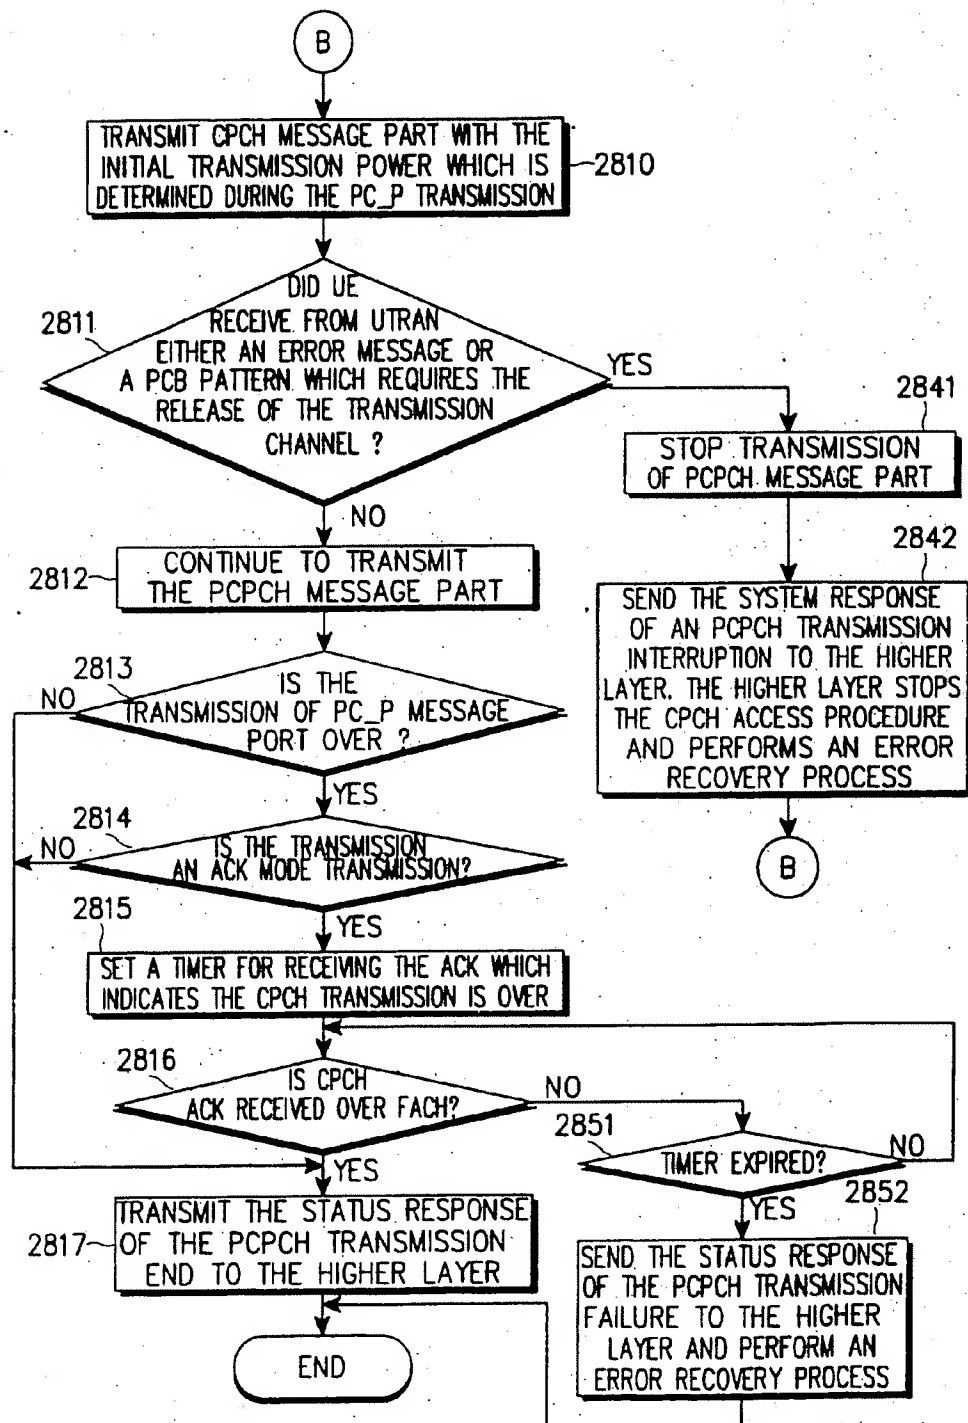 B
TRANSMIT CPCH MESSAGE PART WITH THE
INITIAL TRANSMISSION POWER WHICH IS
DETERMINED DURING THE PC_P TRANSMISSION
2810
DID UE
RECEIVE FROM UTRAN
EITHER AN ERROR MESSAGE OR
A PCB PATTERN WHICH REQUIRES THE
RELEASE OF THE TRANSMISSION
CHANNEL ?
2811
YES
NO
2841
STOP TRANSMISSION
OF PCPCH MESSAGE PART
2842
SEND THE SYSTEM RESPONSE
OF AN PCPCH TRANSMISSION
INTERRUPTION TO THE HIGHER
LAYER. THE HIGHER LAYER STOPS
THE CPCH ACCESS PROCEDURE
AND PERFORMS AN ERROR
RECOVERY PROCESS
B
2812
CONTINUE TO TRANSMIT
THE PCPCH MESSAGE PART
2813
NO
IS THE
TRANSMISSION OF PC_P MESSAGE
PORT OVER ?
YES
2814
NO
IS THE TRANSMISSION
AN ACK MODE TRANSMISSION?
YES
2815
SET A TIMER FOR RECEIVING THE ACK WHICH
INDICATES THE CPCH TRANSMISSION IS OVER
2816
IS CPCH
ACK RECEIVED OVER FACH?
NO
YES
2851
TIMER EXPIRED?
NO
YES
2852
SEND THE STATUS RESPONSE
OF THE PCPCH TRANSMISSION
FAILURE TO THE HIGHER
LAYER AND PERFORM AN
ERROR RECOVERY PROCESS
2817
TRANSMIT THE STATUS RESPONSE
OF THE PCPCH TRANSMISSION
END TO THE HIGHER LAYER
END